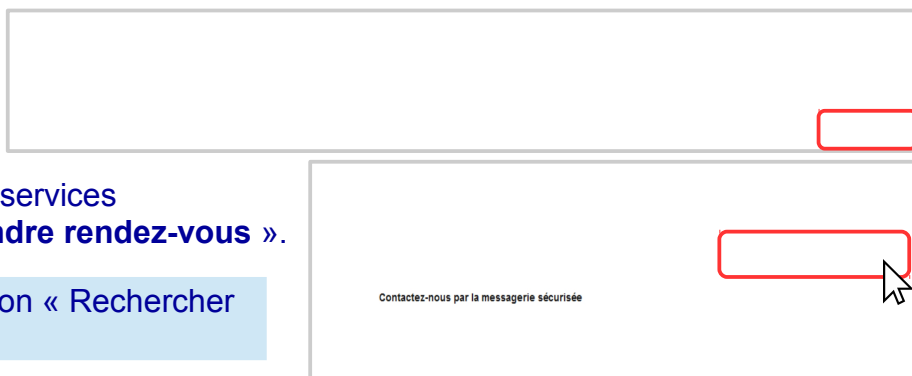 services
ndre rendez-vous ».
on « Rechercher
Contactez-nous par la messagerie sécurisée